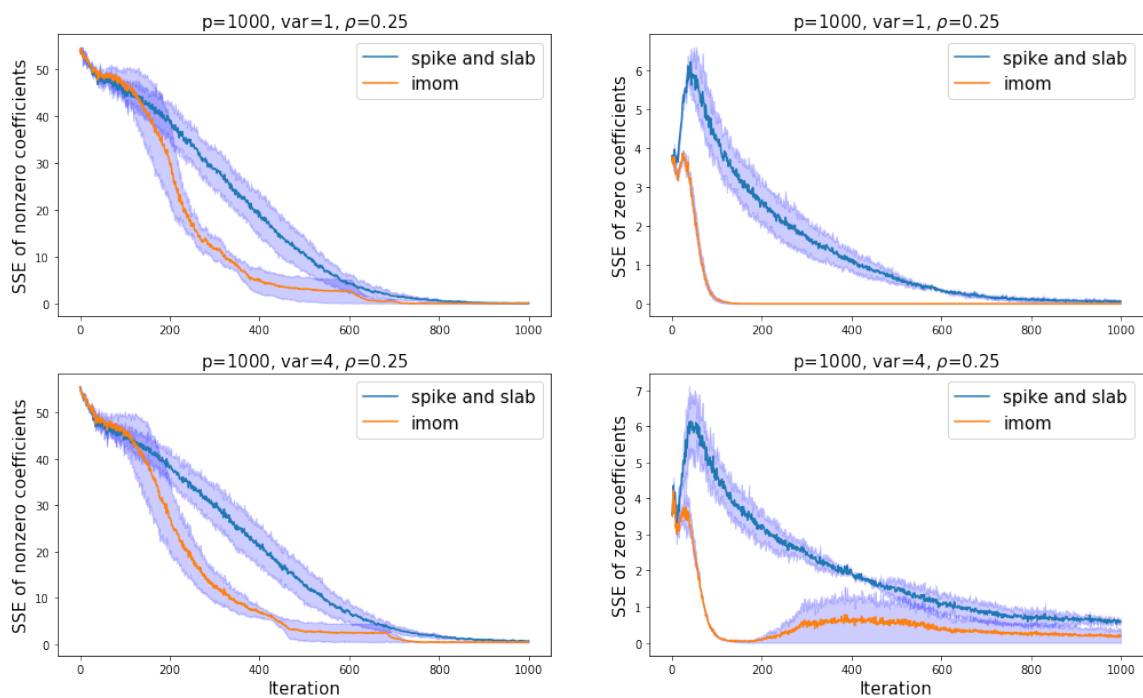 p=1000, var=1, ρ=0.25
spike and slab
imom
SSE of nonzero coefficients
50
40
30
20
10
0
0
200
400
600
800
1000
p=1000, var=1, ρ=0.25
spike and slab
imom
SSE of zero coefficients
6
5
4
3
2
1
0
0
200
400
600
800
1000
p=1000, var=4, ρ=0.25
spike and slab
imom
SSE of nonzero coefficients
50
40
30
20
10
0
0
200
400
600
800
1000
Iteration
p=1000, var=4, ρ=0.25
spike and slab
imom
SSE of zero coefficients
7
6
5
4
3
2
1
0
0
200
400
600
800
1000
Iteration